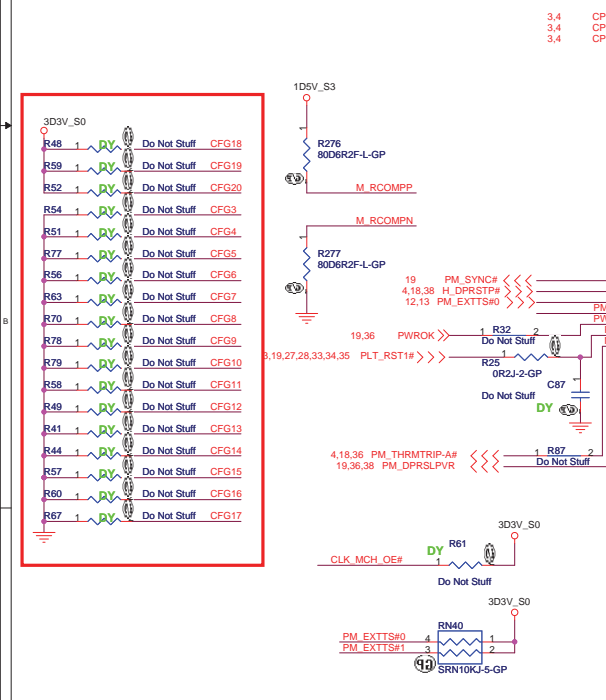 3,4 CP
3,4 CP
3,4 CP
1D5V_S3
3D3V_S0
R48 1 DY Do Not Stuff CFG18
R59 1 DY Do Not Stuff CFG19
R52 1 DY Do Not Stuff CFG20
R54 1 DY Do Not Stuff CFG3
R51 1 DY Do Not Stuff CFG4
R77 1 DY Do Not Stuff CFG5
R56 1 DY Do Not Stuff CFG6
R63 1 DY Do Not Stuff CFG7
R70 1 DY Do Not Stuff CFG8
R78 1 DY Do Not Stuff CFG9
R79 1 DY Do Not Stuff CFG10
R58 1 DY Do Not Stuff CFG11
R49 1 DY Do Not Stuff CFG12
R41 1 DY Do Not Stuff CFG13
R44 1 DY Do Not Stuff CFG14
R57 1 DY Do Not Stuff CFG15
R60 1 DY Do Not Stuff CFG16
R67 1 DY Do Not Stuff CFG17
B
1
R276
80D6R2F-L-GP
M_RCOMPP
M_RCOMPN
1
R277
80D6R2F-L-GP
19 PM_SYNC#
4,18,38 H_DPRSTP#
12,13 PM_EXTTS#0
PM
PW
19,36 PWROK 1 R32 2
Do Not Stuff
3,19,27,28,33,34,35 PLT_RST1# 1
R25
0R2J-2-GP
1
C87
Do Not Stuff
DY
4,18,36 PM_THRMTRIP-A#
19,36,38 PM_DPRSLPVR
1 R87 2
Do Not Stuff
3D3V_S0
DY R61
CLK_MCH_OE# 1
Do Not Stuff
3D3V_S0
RN40
PM_EXTTS#0 4 1
PM_EXTTS#1 3 2
GP SRN10KJ-5-GP